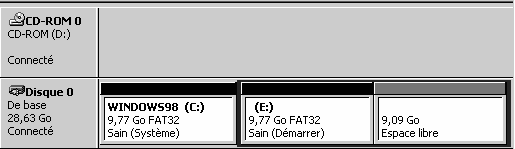 CD-ROM 0
CD-ROM (D:)
Connecté
Disque 0
De base
28,63 Go
Connecté
WINDOWS98 (C:)
9,77 Go FAT32
Sain (Système)
(E:)
9,77 Go FAT32
Sain (Démarrer)
9,09 Go
Espace libre